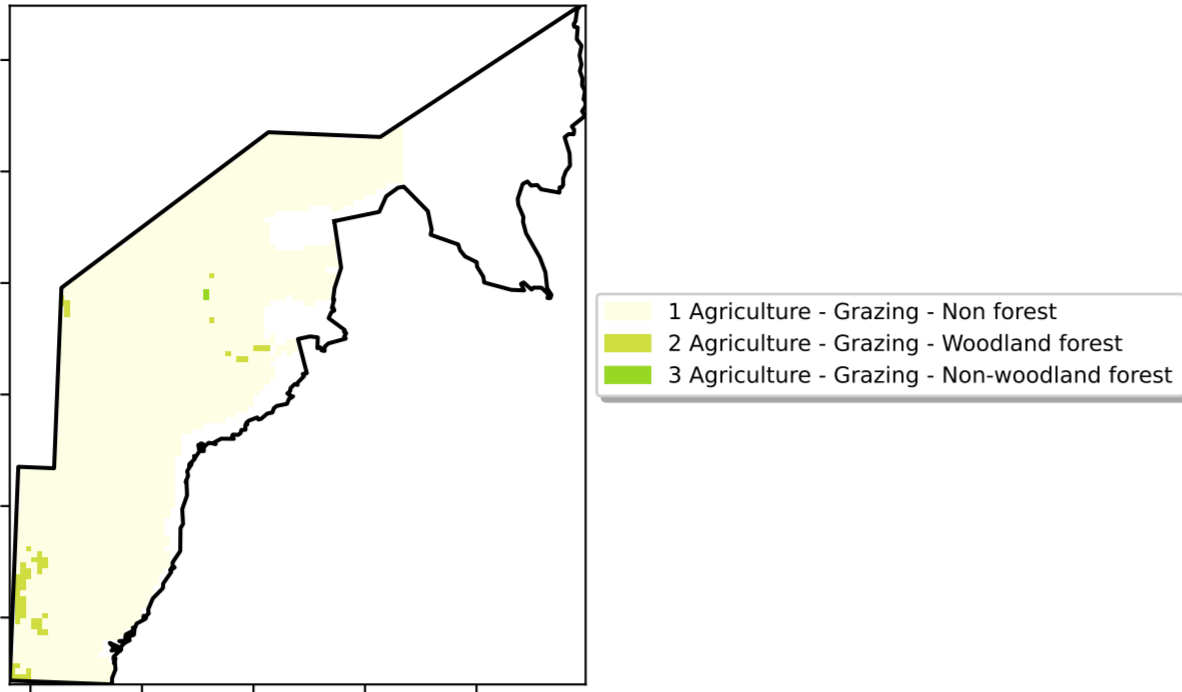 1 Agriculture - Grazing - Non forest
2 Agriculture - Grazing - Woodland forest
3 Agriculture - Grazing - Non-woodland forest